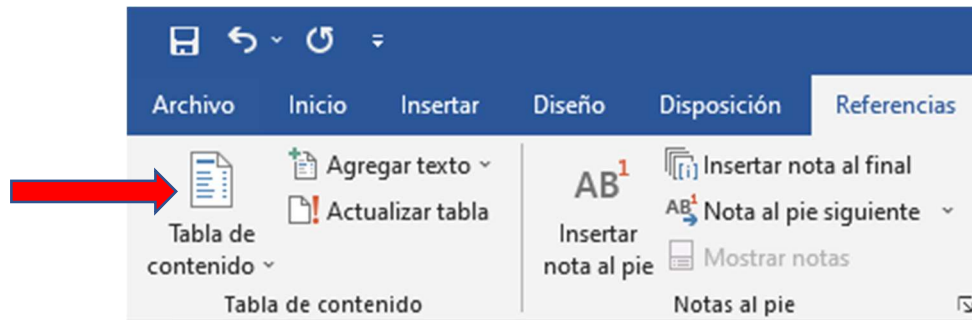 Archivo Inicio Insertar Diseño Disposición Referencias
Agregar texto
Actualizar tabla
Tabla de
contenido
Tabla de contenido
AB1
Insertar
nota al pie
[i] Insertar nota al final
AB1 Nota al pie siguiente
Mostrar notas
Notas al pie